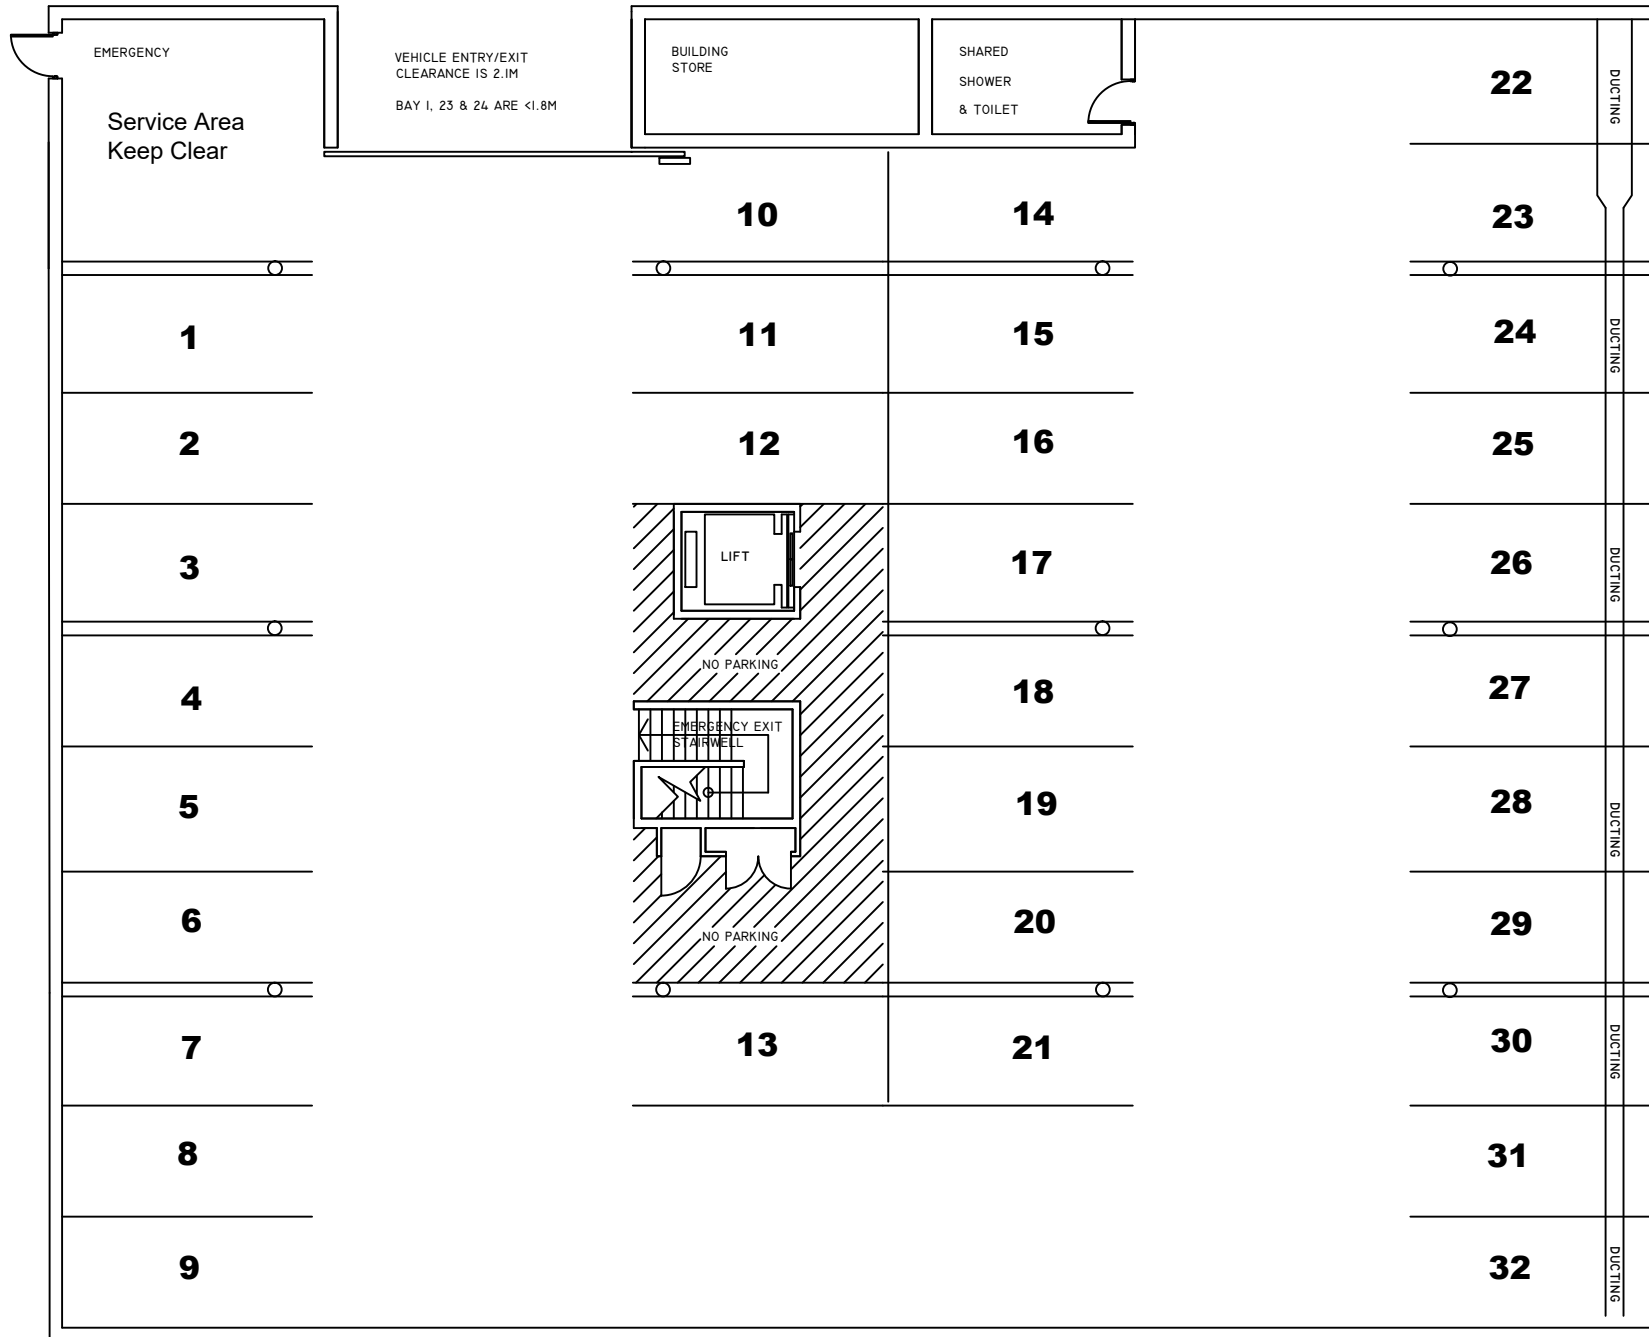 EMERGENCY
Service Area
Keep Clear
VEHICLE ENTRY/EXIT
CLEARANCE IS 2.1M
BAY 1, 23 & 24 ARE <1.8M
BUILDING
STORE
SHARED
SHOWER
& TOILET
22
DUCTING
10
14
23
1
11
15
24
DUCTING
2
12
16
25
3
LIFT
17
26
DUCTING
NO PARKING
4
18
27
EMERGENCY EXIT
STAIRWELL
5
19
28
DUCTING
6
20
29
NO PARKING
7
13
21
30
DUCTING
8
31
9
32
DUCTING